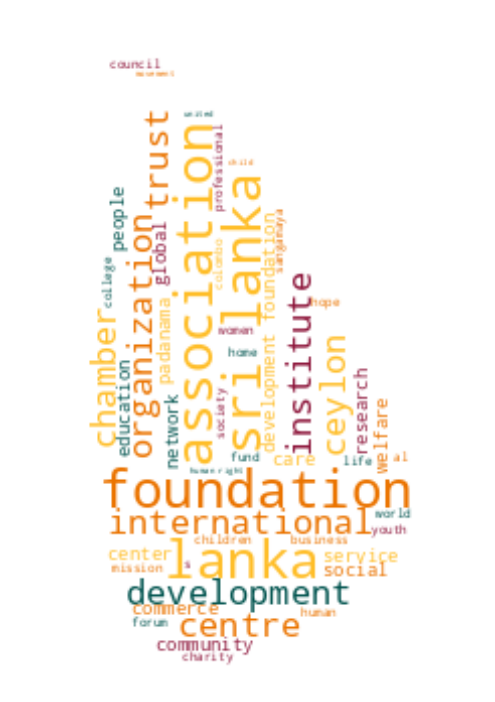 council
movement
united
trust
association
professional
child
sri lanka
people
organization
global
colombo
development foundation
sangamaya
college
padanama
institute
hope
chamber
women
ceylon
home
education
network
society
research
welfare
fund
care
life
al
human right
foundation
international
world
youth
children
business
center
lanka
service
mission
s
social
development
commerce
human
forum
centre
community
charity